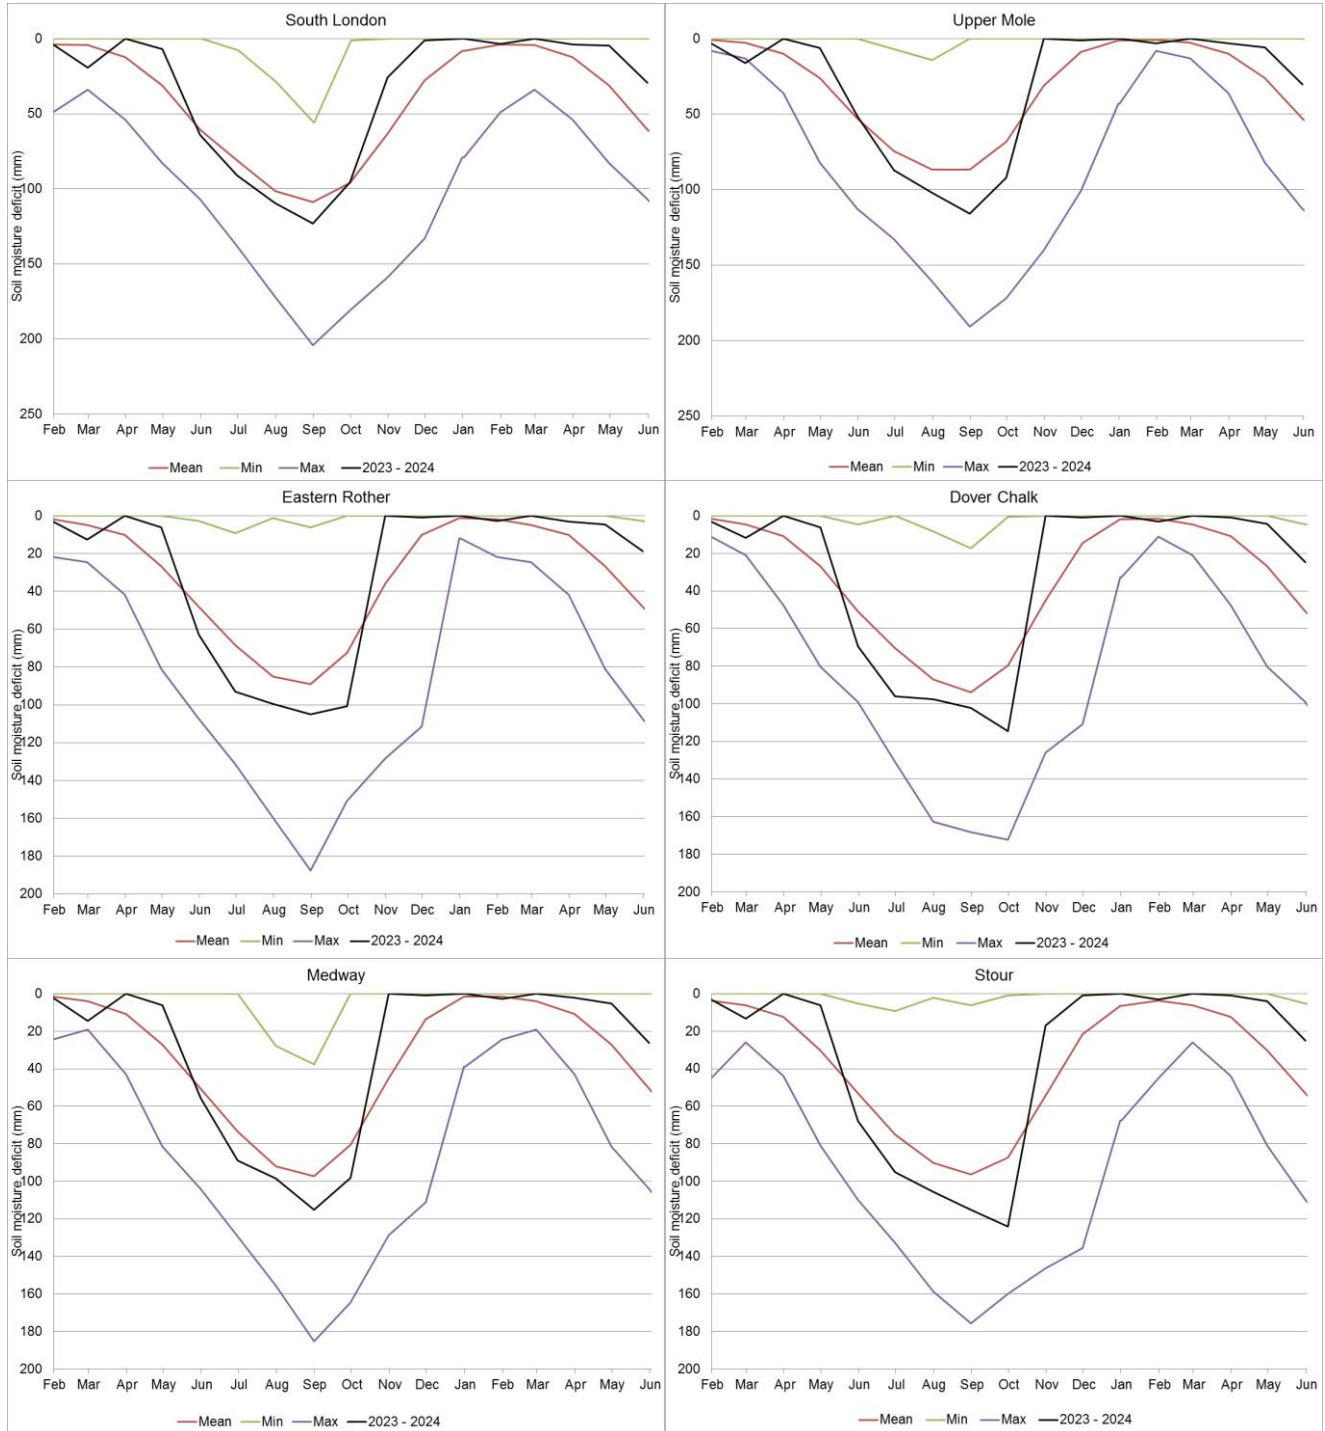 South London
Soil moisture deficit (mm)
0
50
100
150
200
250
Feb Mar Apr May Jun Jul Aug Sep Oct Nov Dec Jan Feb Mar Apr May Jun
Mean Min Max 2023 - 2024
Upper Mole
Soil moisture deficit (mm)
0
50
100
150
200
250
Feb Mar Apr May Jun Jul Aug Sep Oct Nov Dec Jan Feb Mar Apr May Jun
Mean Min Max 2023 - 2024
Eastern Rother
Soil moisture deficit (mm)
0
20
40
60
80
100
120
140
160
180
200
Feb Mar Apr May Jun Jul Aug Sep Oct Nov Dec Jan Feb Mar Apr May Jun
Mean Min Max 2023 - 2024
Dover Chalk
Soil moisture deficit (mm)
0
20
40
60
80
100
120
140
160
180
200
Feb Mar Apr May Jun Jul Aug Sep Oct Nov Dec Jan Feb Mar Apr May Jun
Mean Min Max 2023 - 2024
Medway
Soil moisture deficit (mm)
0
20
40
60
80
100
120
140
160
180
200
Feb Mar Apr May Jun Jul Aug Sep Oct Nov Dec Jan Feb Mar Apr May Jun
Mean Min Max 2023 - 2024
Stour
Soil moisture deficit (mm)
0
20
40
60
80
100
120
140
160
180
200
Feb Mar Apr May Jun Jul Aug Sep Oct Nov Dec Jan Feb Mar Apr May Jun
Mean Min Max 2023 - 2024